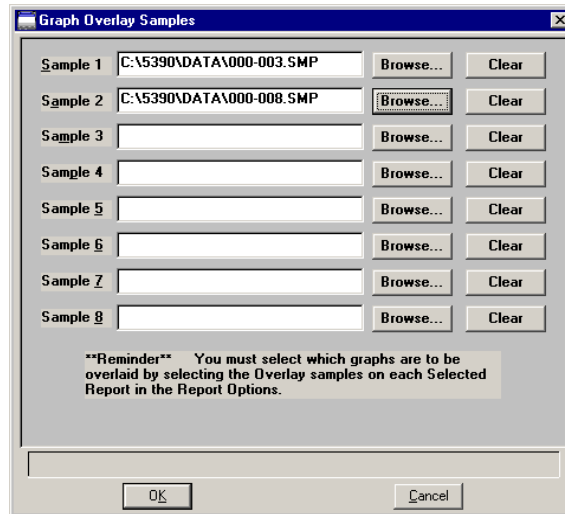 Graph Overlay Samples
Sample 1 C:\5390\DATA\000-003.SMP Browse... Clear
Sample 2 C:\5390\DATA\000-008.SMP Browse... Clear
Sample 3 Browse... Clear
Sample 4 Browse... Clear
Sample 5 Browse... Clear
Sample 6 Browse... Clear
Sample 7 Browse... Clear
Sample 8 Browse... Clear
**Reminder** You must select which graphs are to be
overlaid by selecting the Overlay samples on each Selected
Report in the Report Options.
OK Cancel